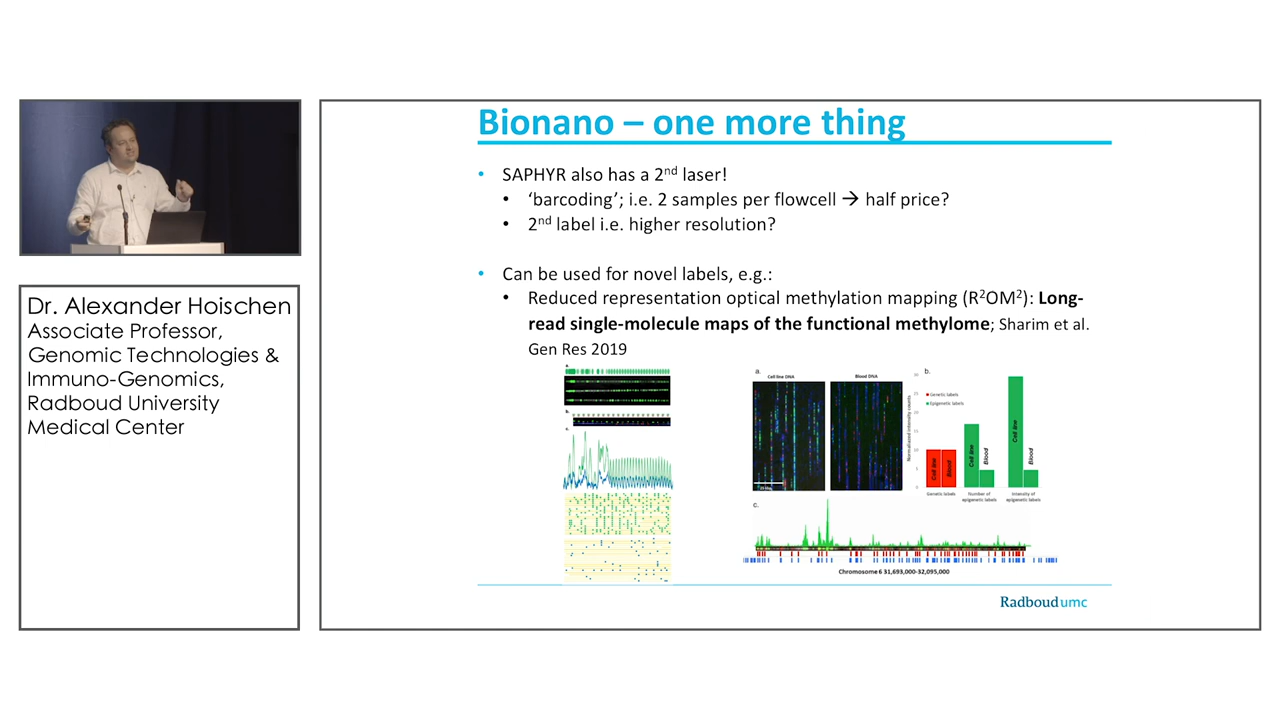 Bionano – one more thing
• SAPHYR also has a 2nd laser!
• ‘barcoding’; i.e. 2 samples per flowcell → half price?
• 2nd label i.e. higher resolution?
• Can be used for novel labels, e.g.:
• Reduced representation optical methylation mapping (R2OM2): Long-
read single-molecule maps of the functional methylome; Sharim et al.
Gen Res 2019
a.
Cell line DNA
Blood DNA
b.
Genetic labels
Epigenetic labels
Normalized intensity counts
Cell line
Blood
Cell line
Blood
Cell line
Blood
Genetic labels
Number of
epigenetic labels
Intensity of
epigenetic labels
c.
Chromosome 6 31,693,000-32,095,000
Radboudumc
Dr. Alexander Hoischen
Associate Professor,
Genomic Technologies &
Immuno-Genomics,
Radboud University
Medical Center